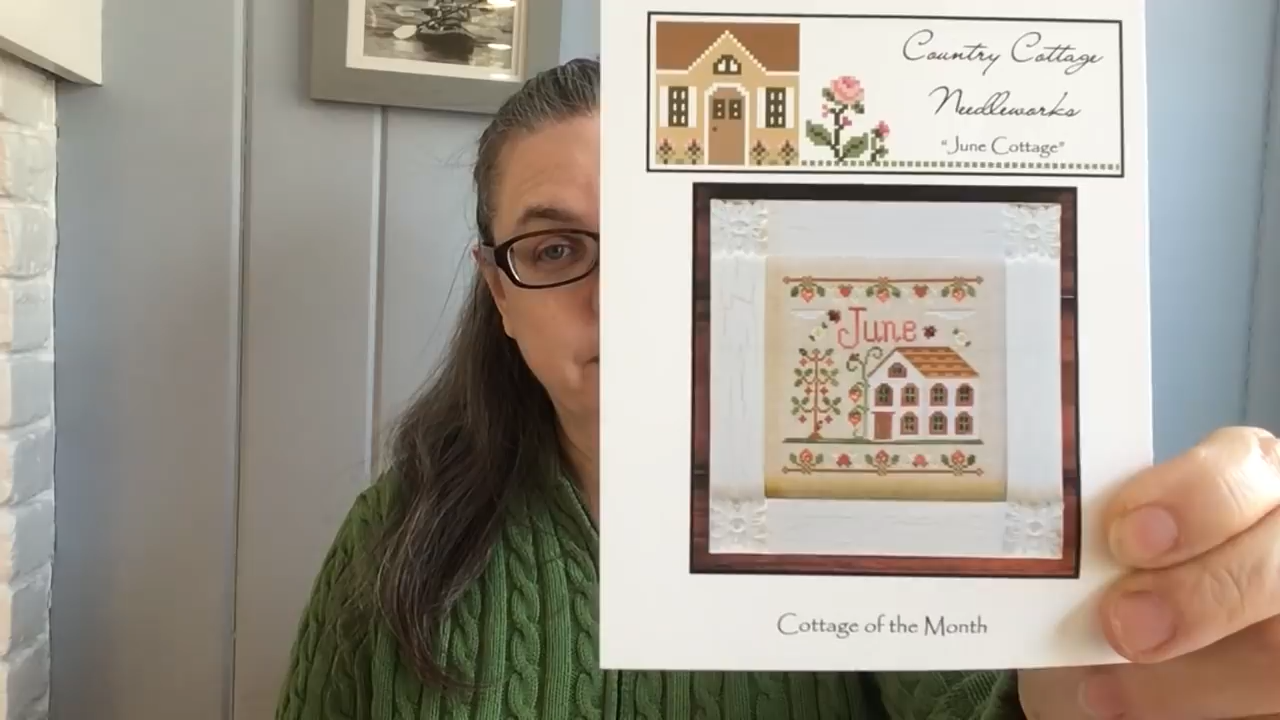 Country Cottage
Needleworks
"June Cottage"
June
Cottage of the Month